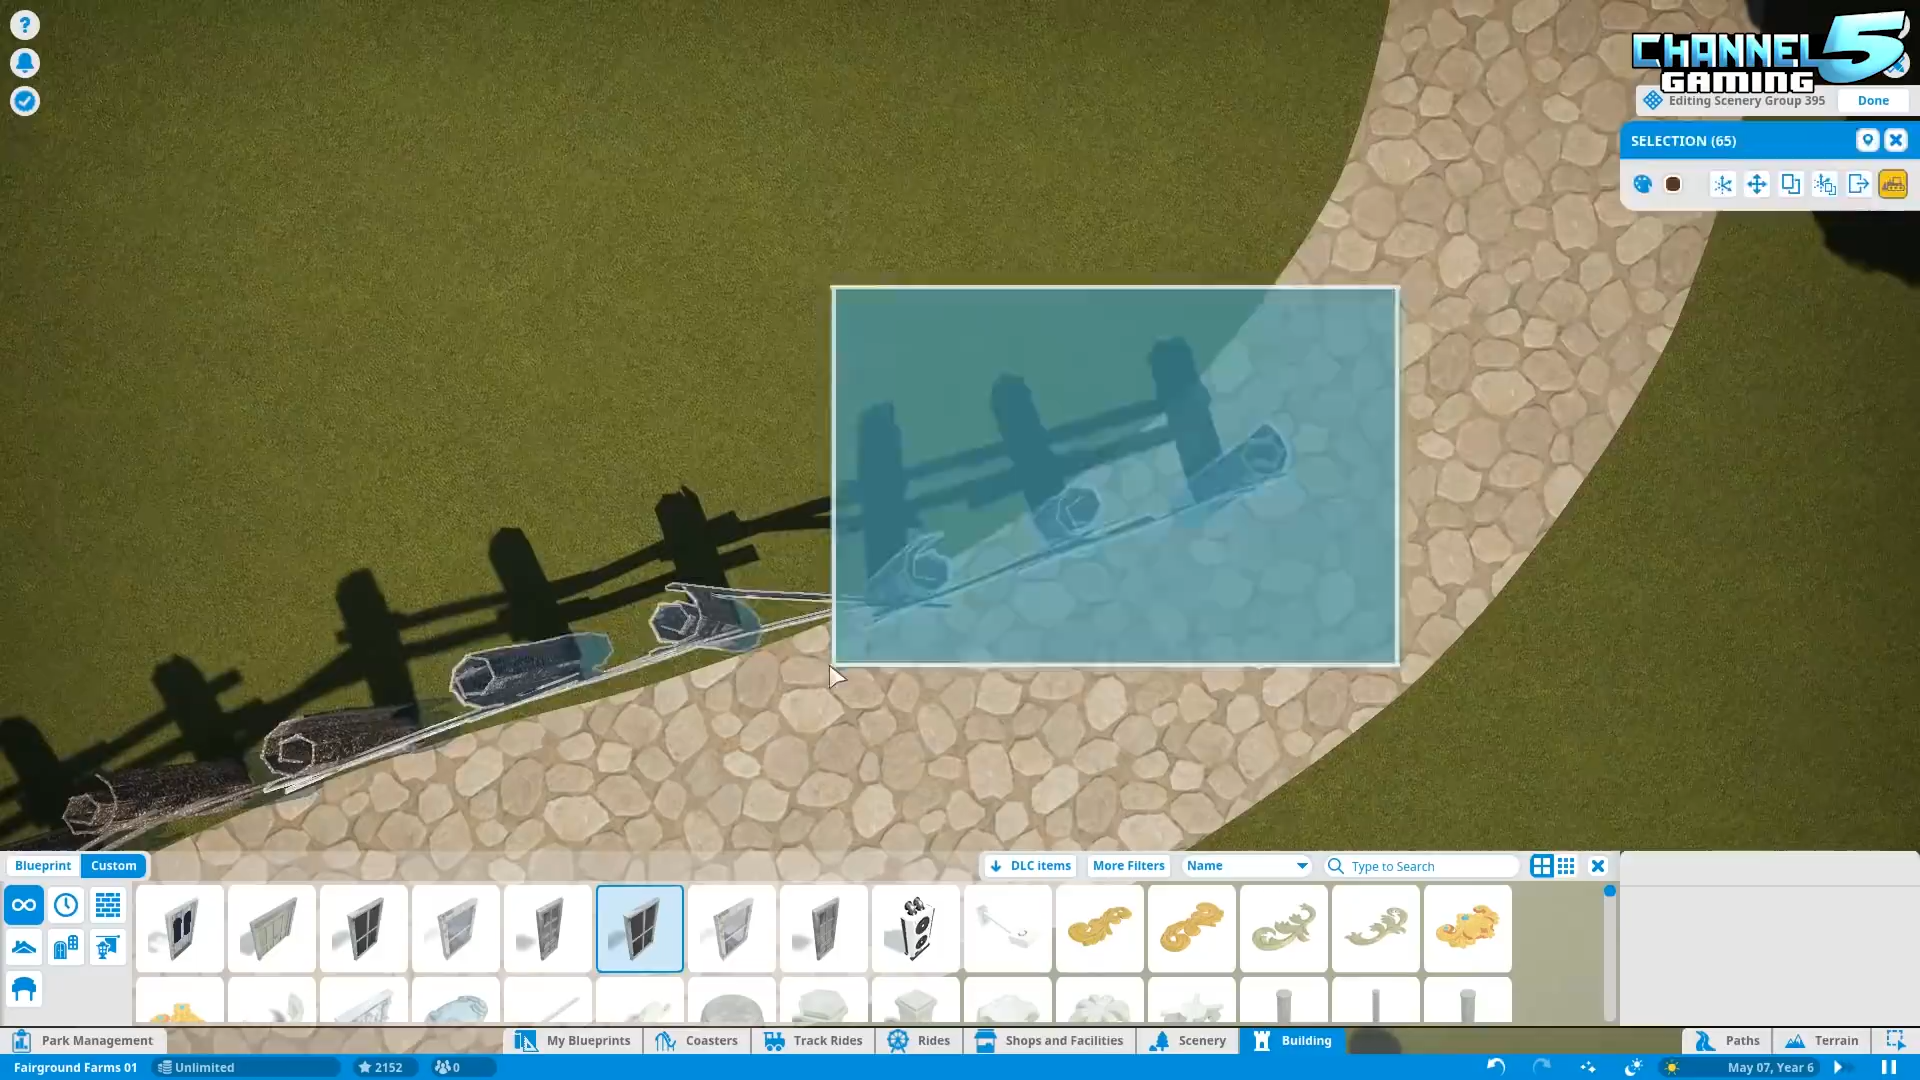 ?
CHANNEL 5
GAMING
Editing Scenery Group 395
Done
SELECTION (65)
Blueprint
Custom
DLC items
More Filters
Name
Type to Search
Park Management
My Blueprints
Coasters
Track Rides
Rides
Shops and Facilities
Scenery
Building
Paths
Terrain
Fairground Farms 01
Unlimited
2152
0
May 07, Year 6